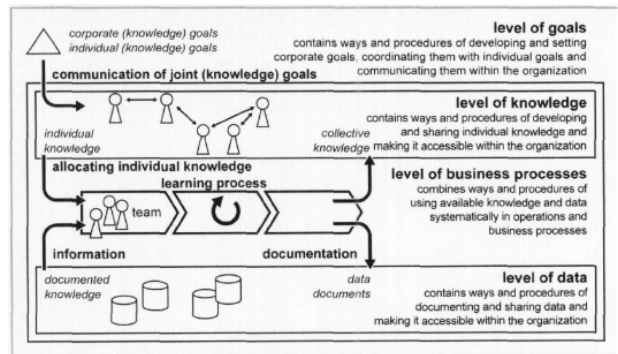 corporate (knowledge) goals
individual (knowledge) goals
level of goals
contains ways and procedures of developing and setting
corporate goals, coordinating them with individual goals and
communicating them within the organization
communication of joint (knowledge) goals
level of knowledge
contains ways and procedures of developing
and sharing individual knowledge and
making it accessible within the organization
individual
knowledge
collective
knowledge
allocating individual knowledge
learning process
team
level of business processes
combines ways and procedures of
using available knowledge and data
systematically in operations and
business processes
information
documentation
documented
knowledge
data
documents
level of data
contains ways and procedures of
documenting and sharing data and
making it accessible within the organization